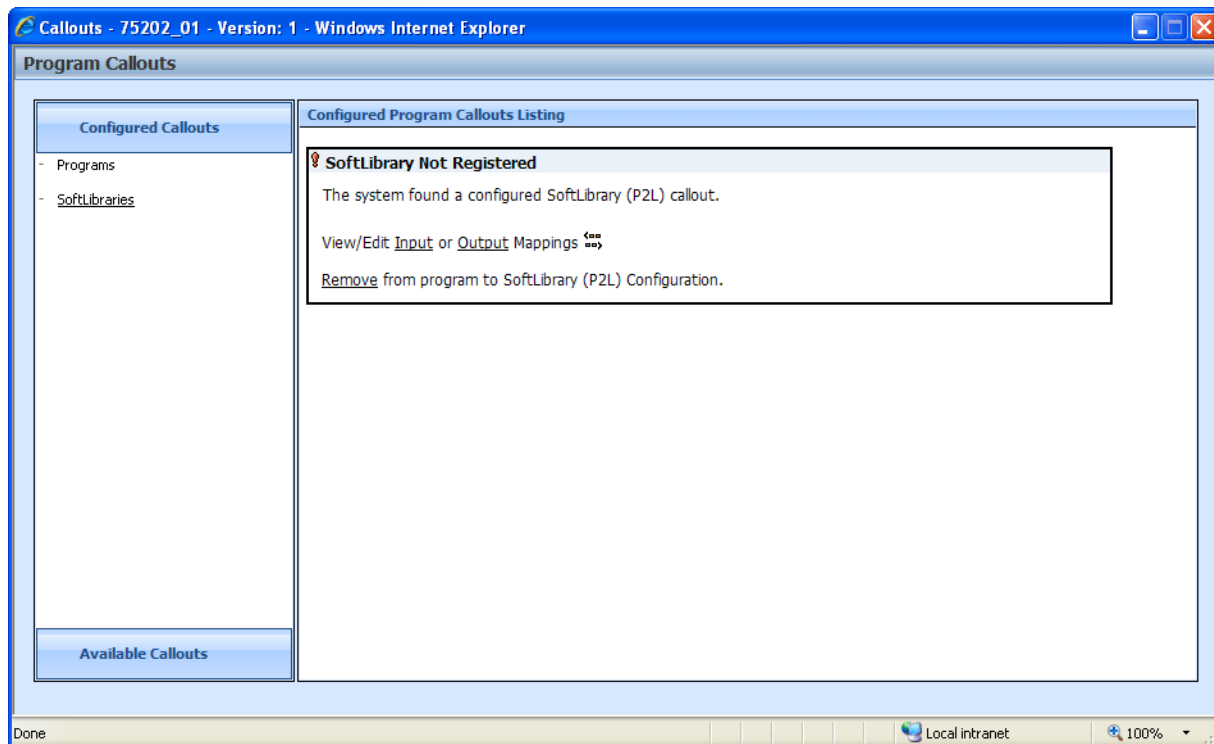 Callouts - 75202_01 - Version: 1 - Windows Internet Explorer
Program Callouts
Configured Callouts
- Programs
- SoftLibraries
Available Callouts
Configured Program Callouts Listing
SoftLibrary Not Registered
The system found a configured SoftLibrary (P2L) callout.
View/Edit Input or Output Mappings
Remove from program to SoftLibrary (P2L) Configuration.
Done
Local intranet
100%